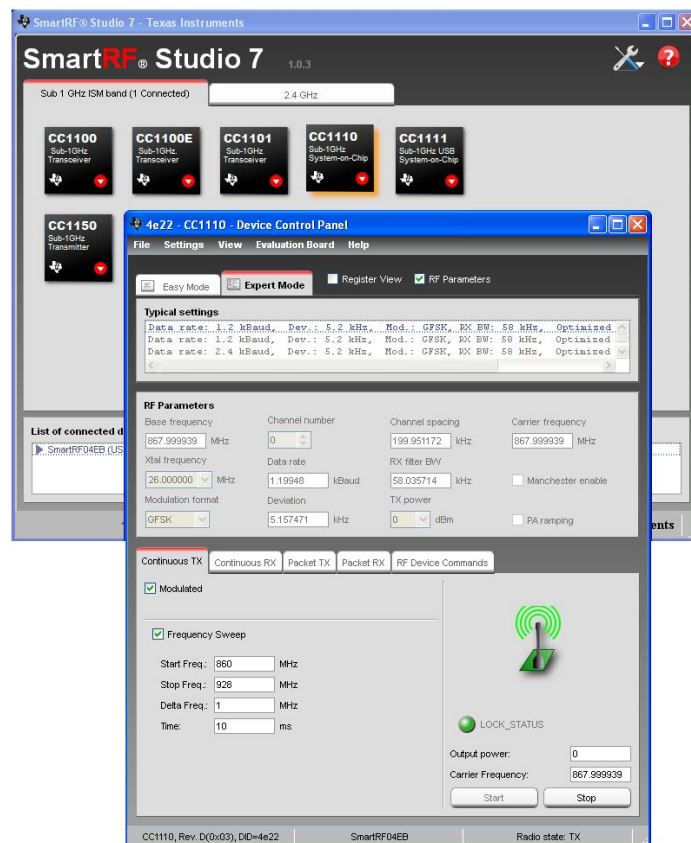 SmartRF® Studio 7 - Texas Instruments
SmartRF® Studio 7 1.0.3
Sub 1 GHz ISM band (1 Connected) 2.4 GHz
CC1100
Sub-1GHz
Transceiver
CC1100E
Sub-1GHz.
Transceiver
CC1101
Sub-1GHz
Transceiver
CC1110
Sub-1GHz
System-on-Chip
CC1111
Sub-1GHz USB
System-on-Chip
CC1150
Sub-1GHz
Transmitter
List of connected d
SmartRF04EB (US
ents
4e22 - CC1110 - Device Control Panel
File Settings View Evaluation Board Help
Easy Mode Expert Mode Register View RF Parameters
Typical settings
Data rate: 1.2 kBaud, Dev.: 5.2 kHz, Mod.: GFSK, RX BW: 58 kHz, Optimized
Data rate: 1.2 kBaud, Dev.: 5.2 kHz, Mod.: GFSK, RX BW: 58 kHz, Optimized
Data rate: 2.4 kBaud, Dev.: 5.2 kHz, Mod.: GFSK, RX BW: 58 kHz, Optimized
RF Parameters
Base frequency Channel number Channel spacing Carrier frequency
867.999939 MHz 0 199.951172 kHz 867.999939 MHz
Xtal frequency Data rate RX filter BW
26.000000 MHz 1.19948 kBaud 58.035714 kHz Manchester enable
Modulation format Deviation TX power
GFSK 5.157471 kHz 0 dBm PA ramping
Continuous TX Continuous RX Packet TX Packet RX RF Device Commands
Modulated
Frequency Sweep
Start Freq.: 860 MHz
Stop Freq.: 928 MHz
Delta Freq.: 1 MHz
Time: 10 ms
LOCK_STATUS
Output power: 0
Carrier Frequency: 867.999939
Start Stop
CC1110, Rev. D(0x03), DID=4e22 SmartRF04EB Radio state: TX